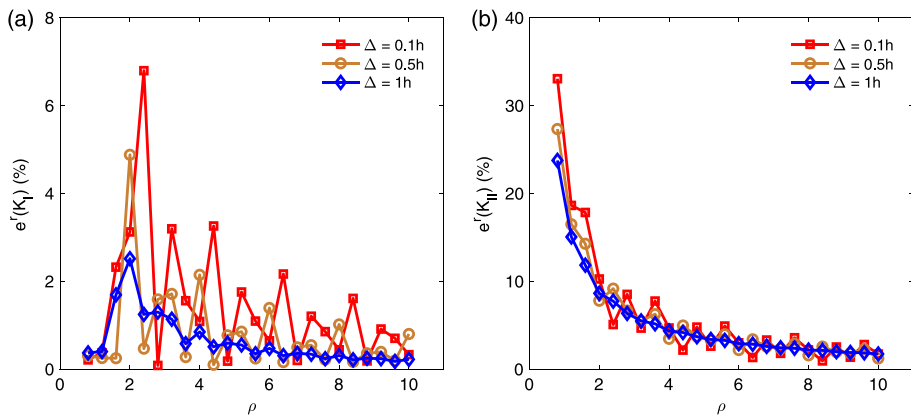 (a)
8
6
4
2
0
e^r(K_I) (%)
Δ = 0.1h
Δ = 0.5h
Δ = 1h
0 2 4 6 8 10
ρ
(b)
40
30
20
10
0
e^r(K_II) (%)
Δ = 0.1h
Δ = 0.5h
Δ = 1h
0 2 4 6 8 10
ρ